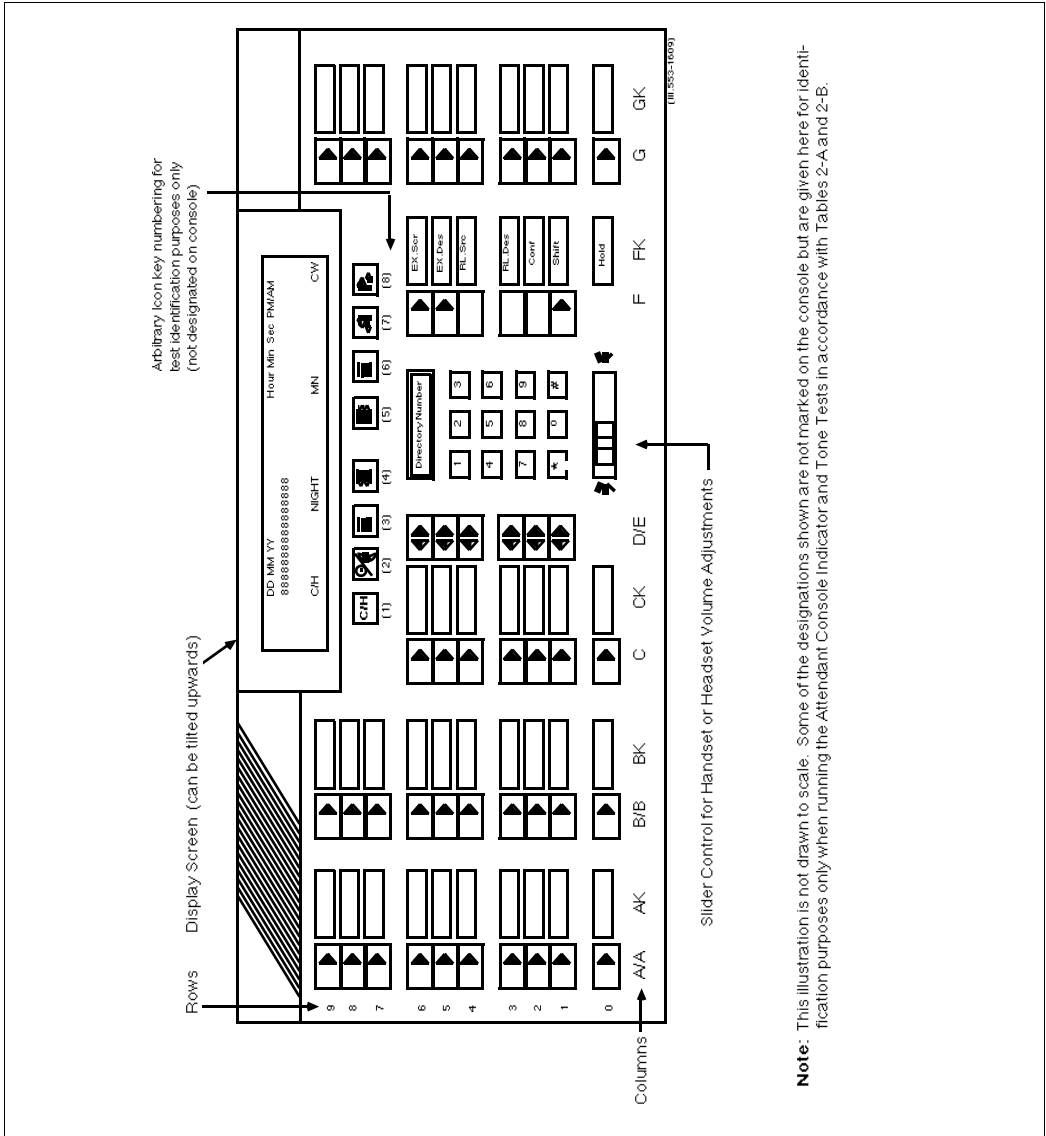 Arbitrary Icon key numbering for
test identification purposes only
(not designated on console)
Rows
Display Screen (can be tilted upwards)
DD MM YY
Hour Min Sec PM/AM
8888888888888888
C/H
NIGHT
MN
CW
C/H
(1)
(2)
(3)
(4)
(5)
(6)
(7)
(8)
9
8
7
6
5
4
3
2
1
0
Directory Number
1
2
3
4
5
6
7
8
9
*
0
#
EX.Scr
EX.Des
RL.Src
RL.Des
Conf
Shift
Hold
Columns
A/A
AK
B/B
BK
C
CK
D/E
F
FK
G
GK
(Ill.553-1609)
Slider Control for Handset or Headset Volume Adjustments
Note: This illustration is not drawn to scale. Some of the designations shown are not marked on the console but are given here for identi-
fication purposes only when running the Attendant Console Indicator and Tone Tests in accordance with Tables 2-A and 2-B.